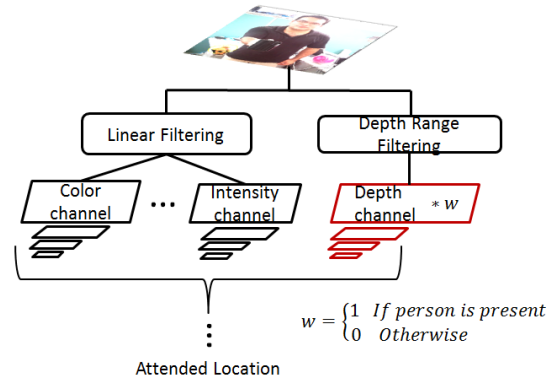 Linear Filtering
Depth Range
Filtering
Color
channel
...
Intensity
channel
Depth
channel
* w
w = {1 If person is present
0 Otherwise
Attended Location